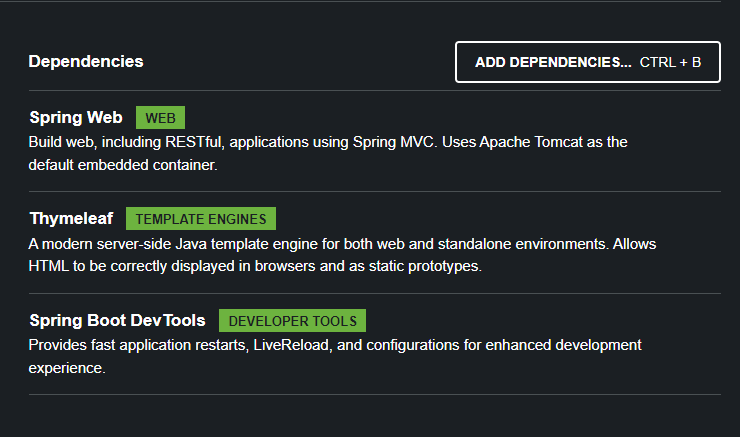 Dependencies
ADD DEPENDENCIES... CTRL + B
Spring Web WEB
Build web, including RESTful, applications using Spring MVC. Uses Apache Tomcat as the
default embedded container.
Thymeleaf TEMPLATE ENGINES
A modern server-side Java template engine for both web and standalone environments. Allows
HTML to be correctly displayed in browsers and as static prototypes.
Spring Boot DevTools DEVELOPER TOOLS
Provides fast application restarts, LiveReload, and configurations for enhanced development
experience.